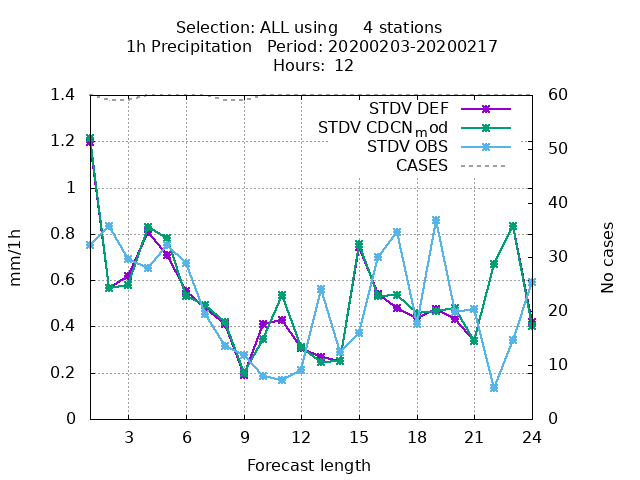 Selection: ALL using     4 stations
1h Precipitation   Period: 20200203-20200217
Hours: 12
STDV DEF
STDV CDCN_mod
STDV OBS
CASES
mm/1h
No cases
1.4
1.2
1
0.8
0.6
0.4
0.2
0
60
50
40
30
20
10
0
3 6 9 12 15 18 21 24
Forecast length